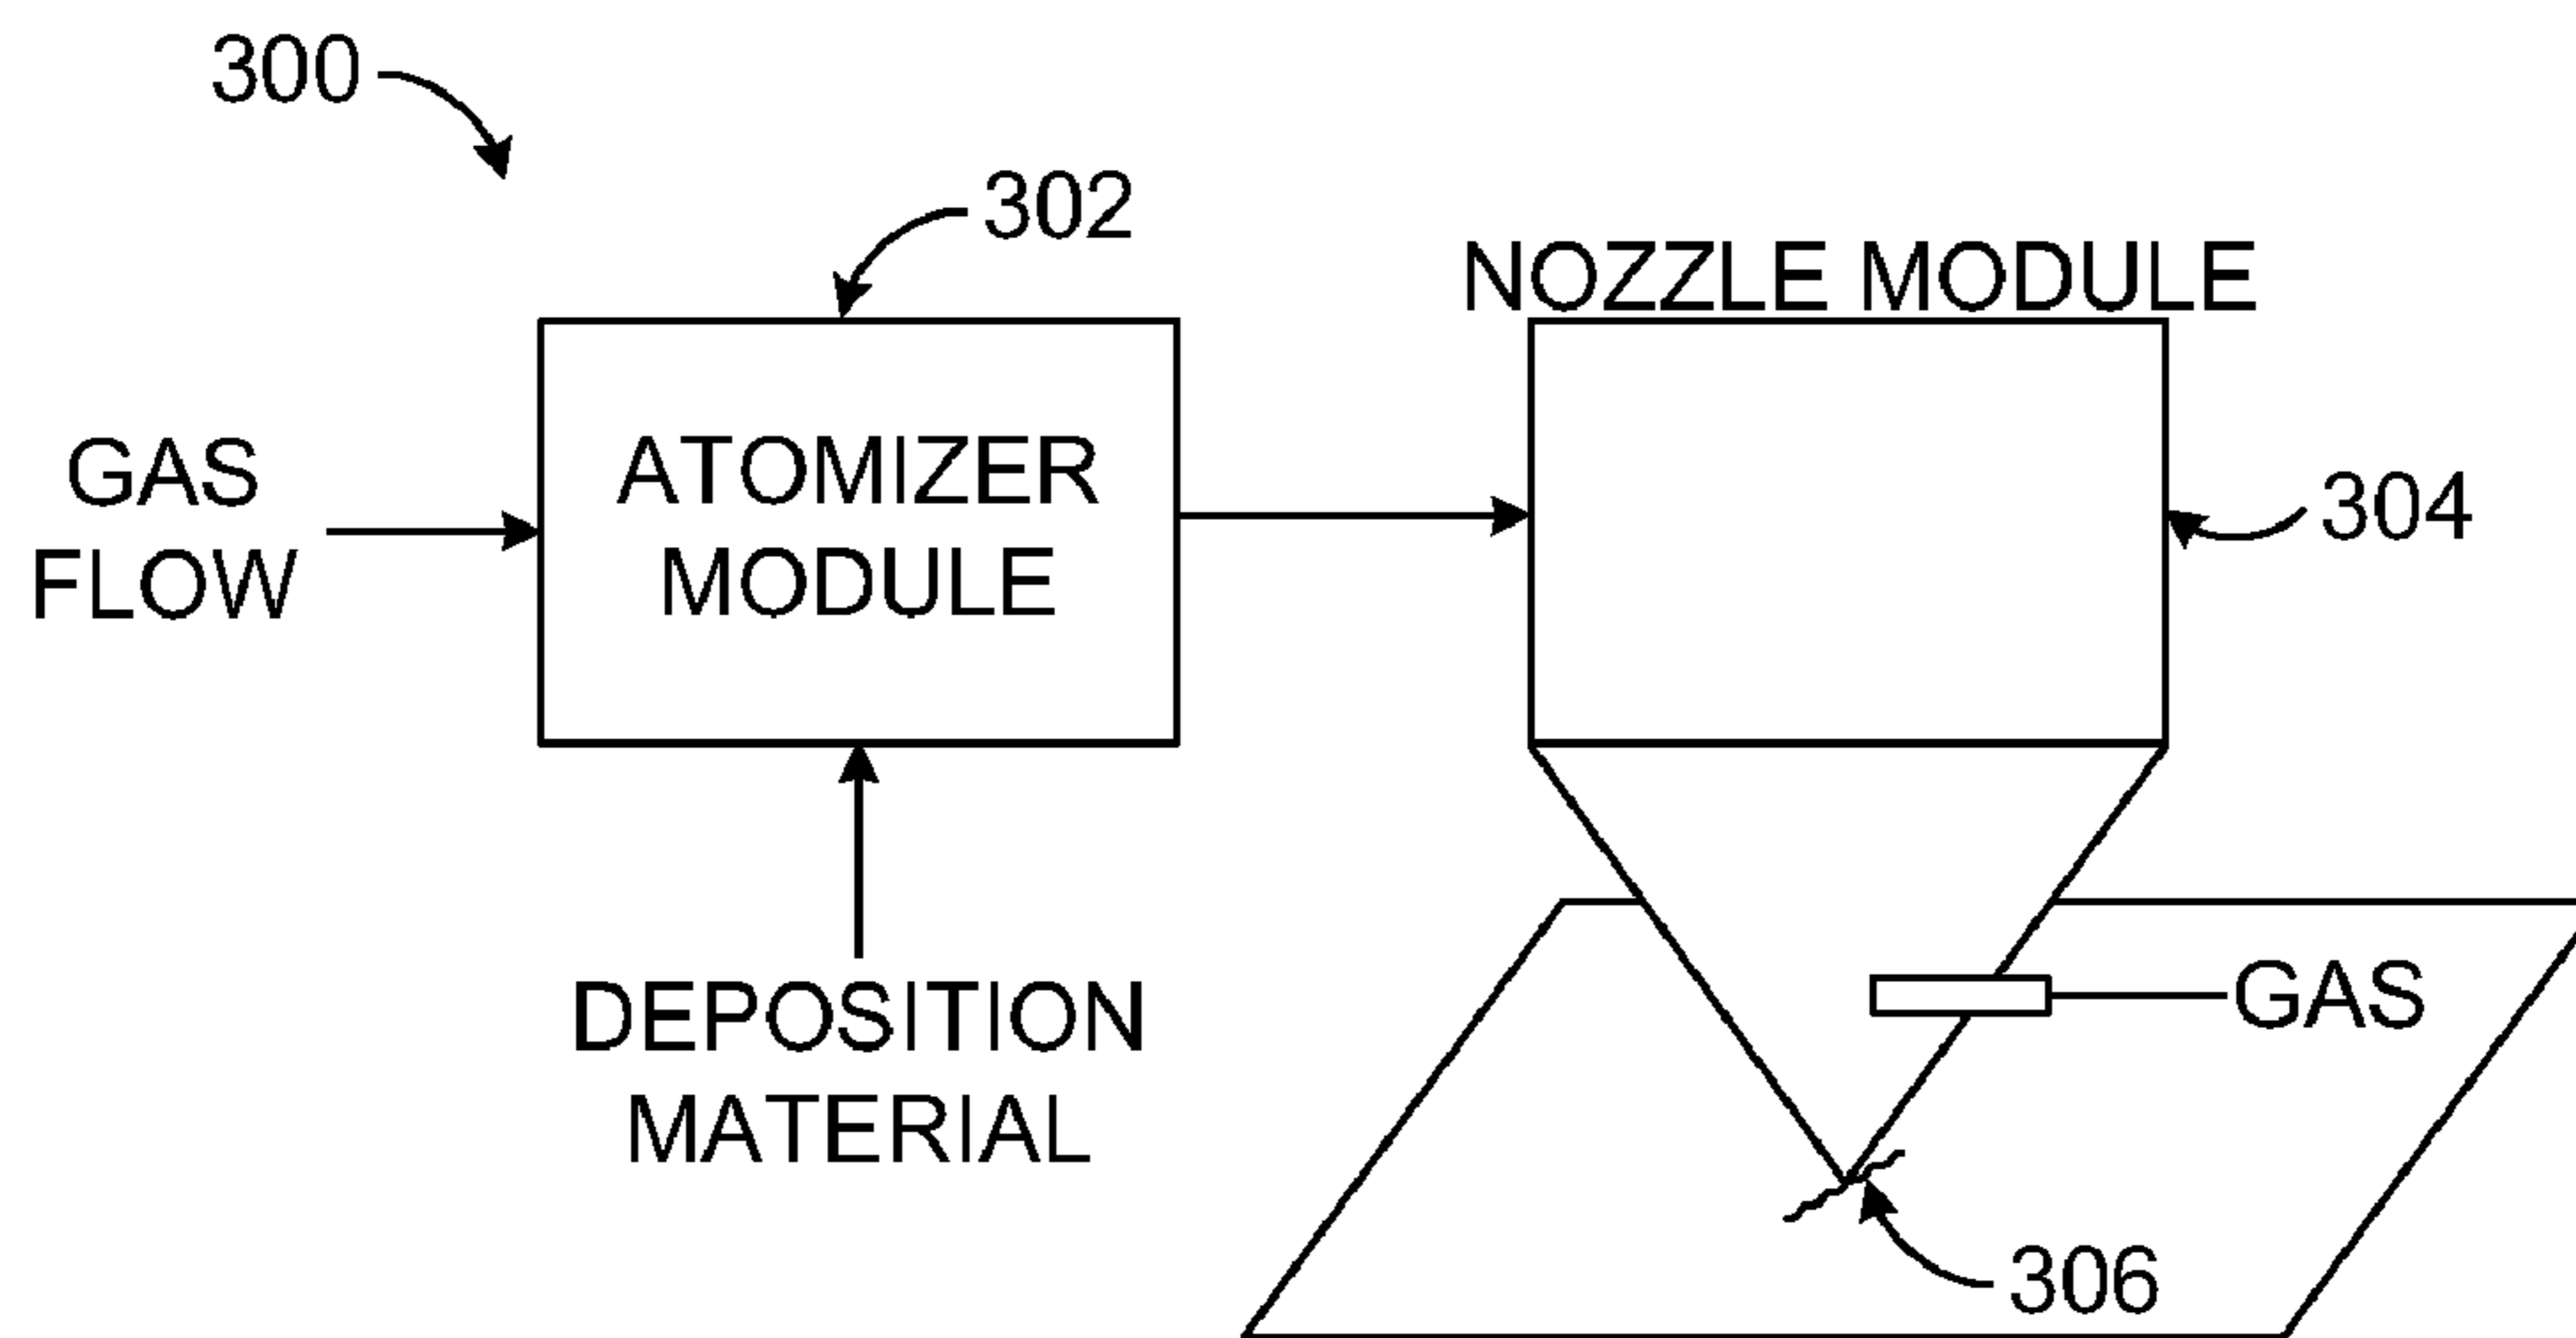 300
302
NOZZLE MODULE
GAS
FLOW
ATOMIZER
MODULE
304
DEPOSITION
MATERIAL
GAS
306